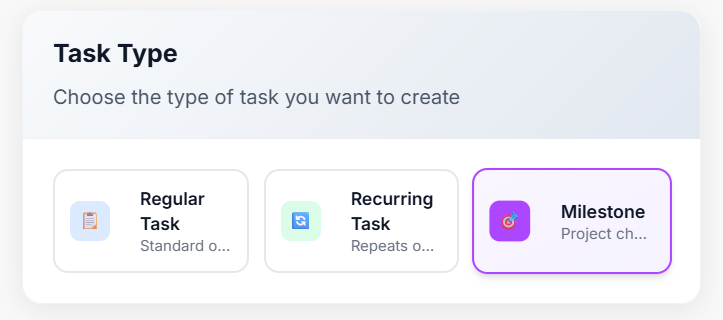 Task Type
Choose the type of task you want to create
Regular
Task
Standard o...
Recurring
Task
Repeats o...
Milestone
Project ch...